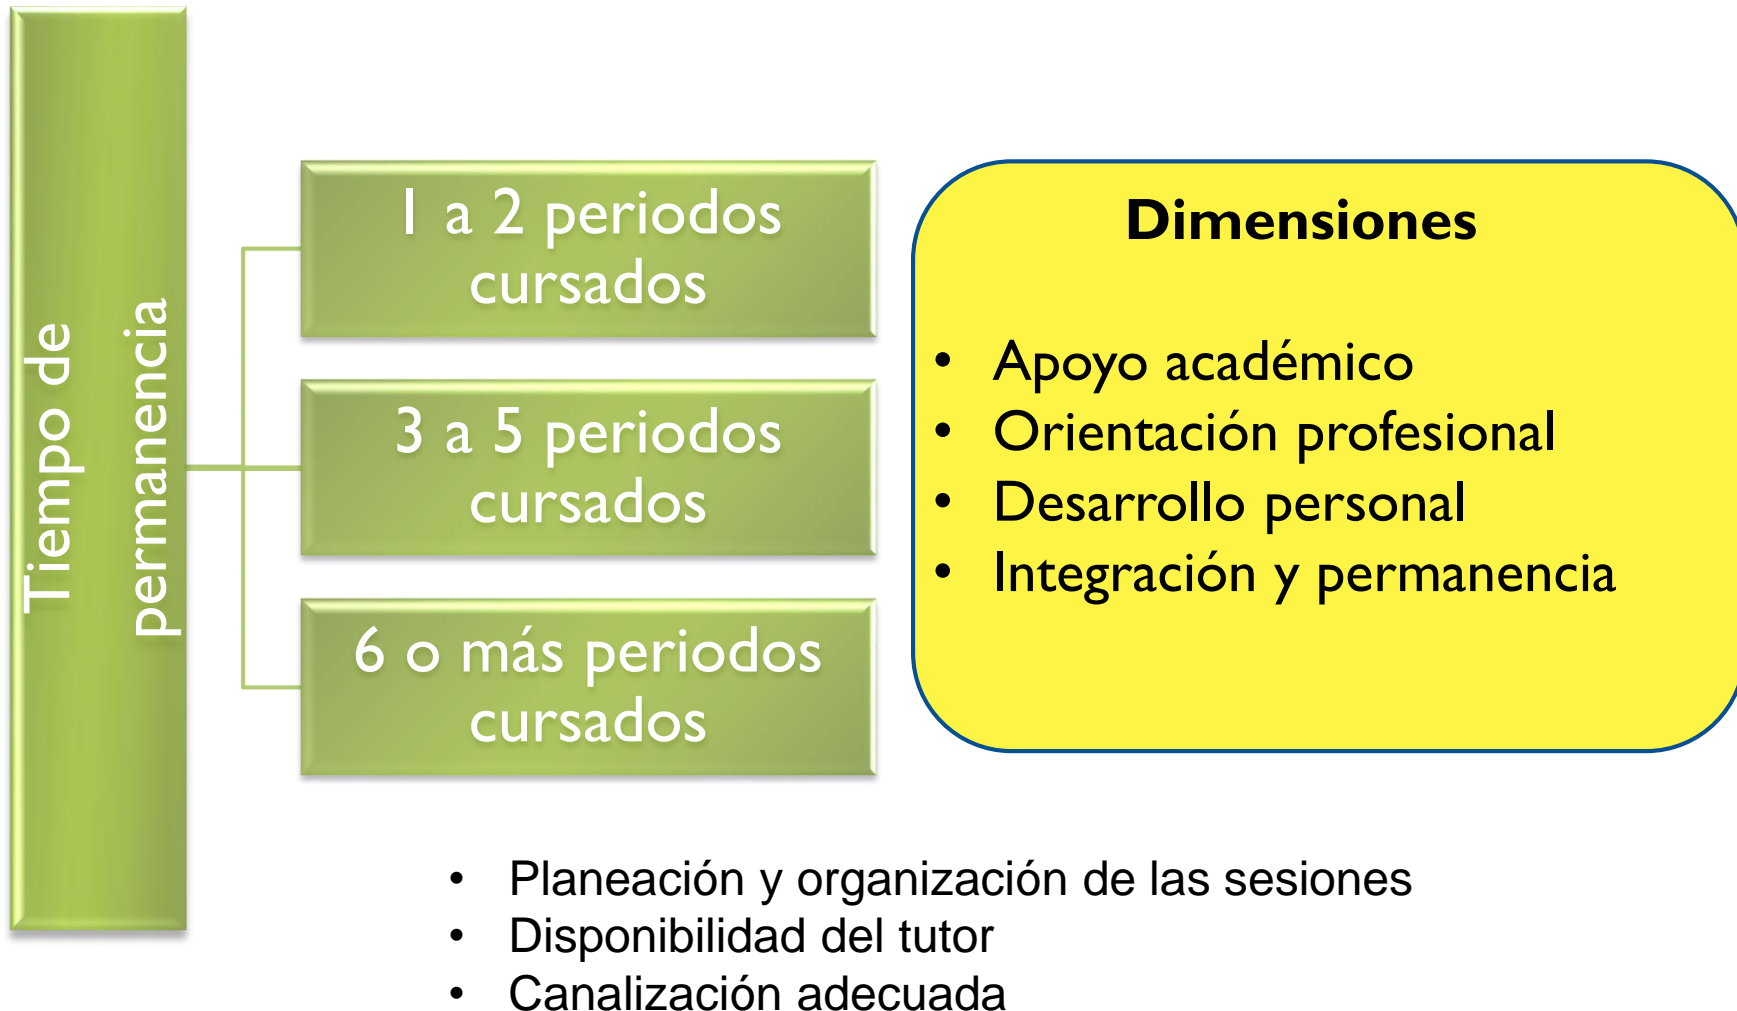 Tiempo de
permanencia
1 a 2 periodos
cursados
3 a 5 periodos
cursados
6 o más periodos
cursados
Dimensiones
• Apoyo académico
• Orientación profesional
• Desarrollo personal
• Integración y permanencia
• Planeación y organización de las sesiones
• Disponibilidad del tutor
• Canalización adecuada